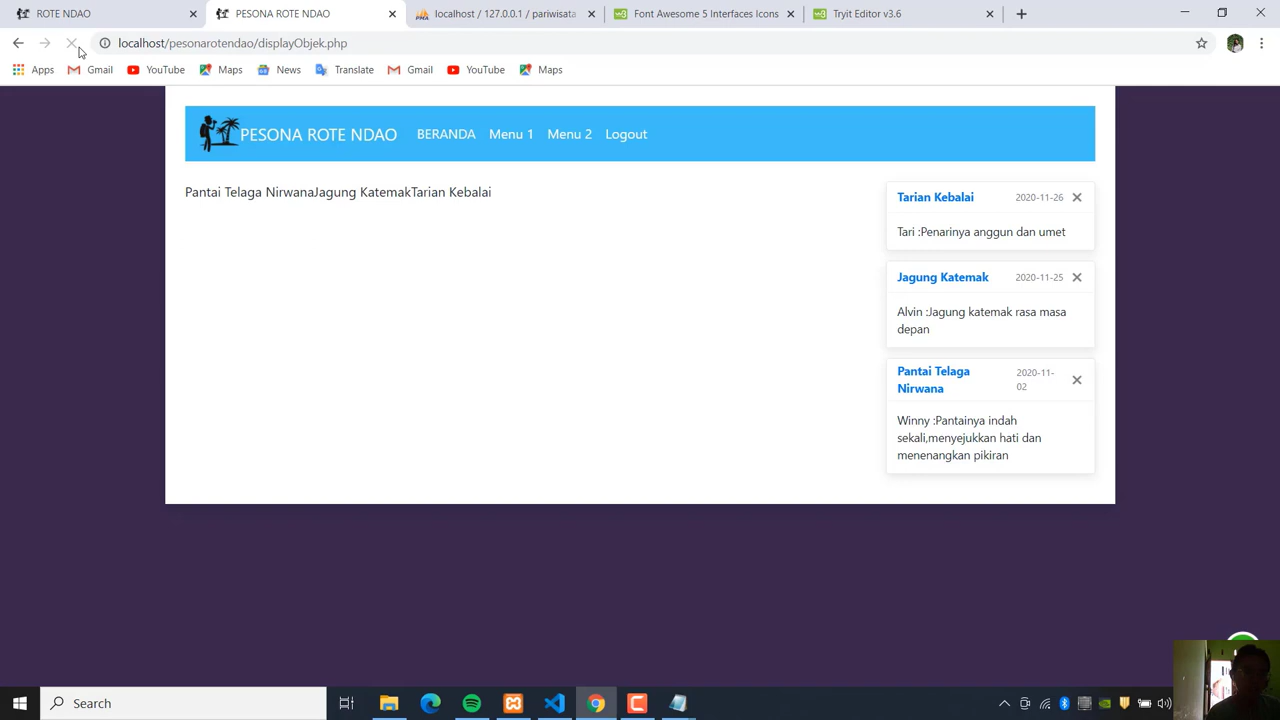 ROTE NDAO
PESONA ROTE NDAO
localhost / 127.0.0.1 / pariwisata
Font Awesome 5 Interfaces Icons
Tryit Editor v3.6
localhost/pesonarotendao/displayObjek.php
Apps
Gmail
YouTube
Maps
News
Translate
Gmail
YouTube
Maps
PESONA ROTE NDAO
BERANDA
Menu 1
Menu 2
Logout
Pantai Telaga NirwanaJagung KatemakTarian Kebalai
Tarian Kebalai
2020-11-26
Tari :Penarinya anggun dan umet
Jagung Katemak
2020-11-25
Alvin :Jagung katemak rasa masa
depan
Pantai Telaga
Nirwana
2020-11-
02
Winny :Pantainya indah
sekali,menyejukkan hati dan
menenangkan pikiran
Search